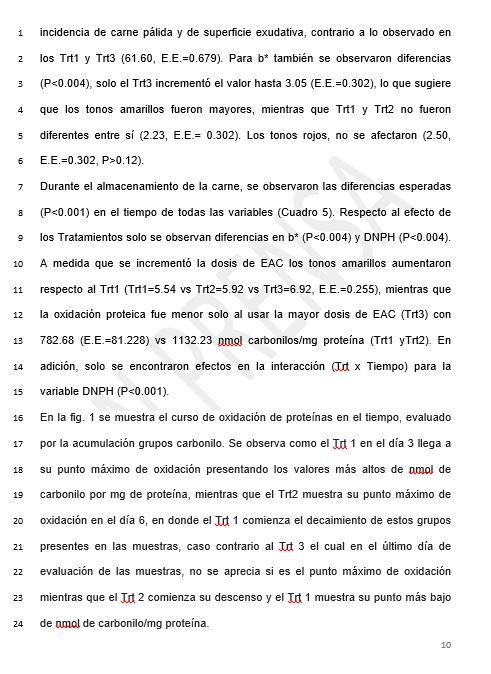 1 incidencia de carne pálida y de superficie exudativa, contrario a lo observado en
2 los Trt1 y Trt3 (61.60, E.E.=0.679). Para b* también se observaron diferencias
3 (P<0.004), solo el Trt3 incrementó el valor hasta 3.05 (E.E.=0.302), lo que sugiere
4 que los tonos amarillos fueron mayores, mientras que Trt1 y Trt2 no fueron
5 diferentes entre sí (2.23, E.E.= 0.302). Los tonos rojos, no se afectaron (2.50,
6 E.E.=0.302, P>0.12).
7 Durante el almacenamiento de la carne, se observaron las diferencias esperadas
8 (P<0.001) en el tiempo de todas las variables (Cuadro 5). Respecto al efecto de
9 los Tratamientos solo se observan diferencias en b* (P<0.004) y DNPH (P<0.004).
10 A medida que se incrementó la dosis de EAC los tonos amarillos aumentaron
11 respecto al Trt1 (Trt1=5.54 vs Trt2=5.92 vs Trt3=6.92, E.E.=0.255), mientras que
12 la oxidación proteica fue menor solo al usar la mayor dosis de EAC (Trt3) con
13 782.68 (E.E.=81.228) vs 1132.23 nmol carbonilos/mg proteína (Trt1 yTrt2). En
14 adición, solo se encontraron efectos en la interacción (Trt x Tiempo) para la
15 variable DNPH (P<0.001).
16 En la fig. 1 se muestra el curso de oxidación de proteínas en el tiempo, evaluado
17 por la acumulación grupos carbonilo. Se observa como el Trt 1 en el día 3 llega a
18 su punto máximo de oxidación presentando los valores más altos de nmol de
19 carbonilo por mg de proteína, mientras que el Trt2 muestra su punto máximo de
20 oxidación en el día 6, en donde el Trt 1 comienza el decaimiento de estos grupos
21 presentes en las muestras, caso contrario al Trt 3 el cual en el último día de
22 evaluación de las muestras, no se aprecia si es el punto máximo de oxidación
23 mientras que el Trt 2 comienza su descenso y el Trt 1 muestra su punto más bajo
24 de nmol de carbonilo/mg proteína.
10
N PRENSA